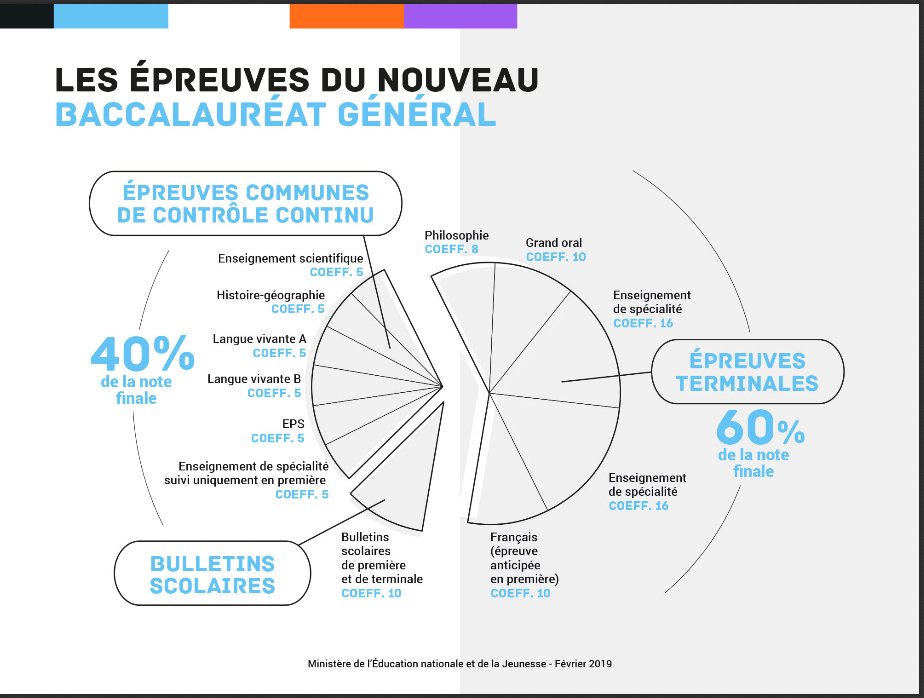 LES ÉPREUVES DU NOUVEAU
BACCALAURÉAT GÉNÉRAL
ÉPREUVES COMMUNES
DE CONTRÔLE CONTINU
Enseignement scientifique
COEFF. 5
Histoire-géographie
COEFF. 5
Langue vivante A
COEFF. 5
Langue vivante B
COEFF. 5
EPS
COEFF. 5
Enseignement de spécialité
suivi uniquement en première
COEFF. 5
40%
de la note
finale
BULLETINS
SCOLAIRES
Bulletins
scolaires
de première
et de terminale
COEFF. 10
Philosophie
COEFF. 8
Grand oral
COEFF. 10
Enseignement
de spécialité
COEFF. 16
ÉPREUVES
TERMINALES
60%
de la note
finale
Enseignement
de spécialité
COEFF. 16
Français
(épreuve
anticipée
en première)
COEFF. 10
Ministère de l'Éducation nationale et de la Jeunesse - Février 2019